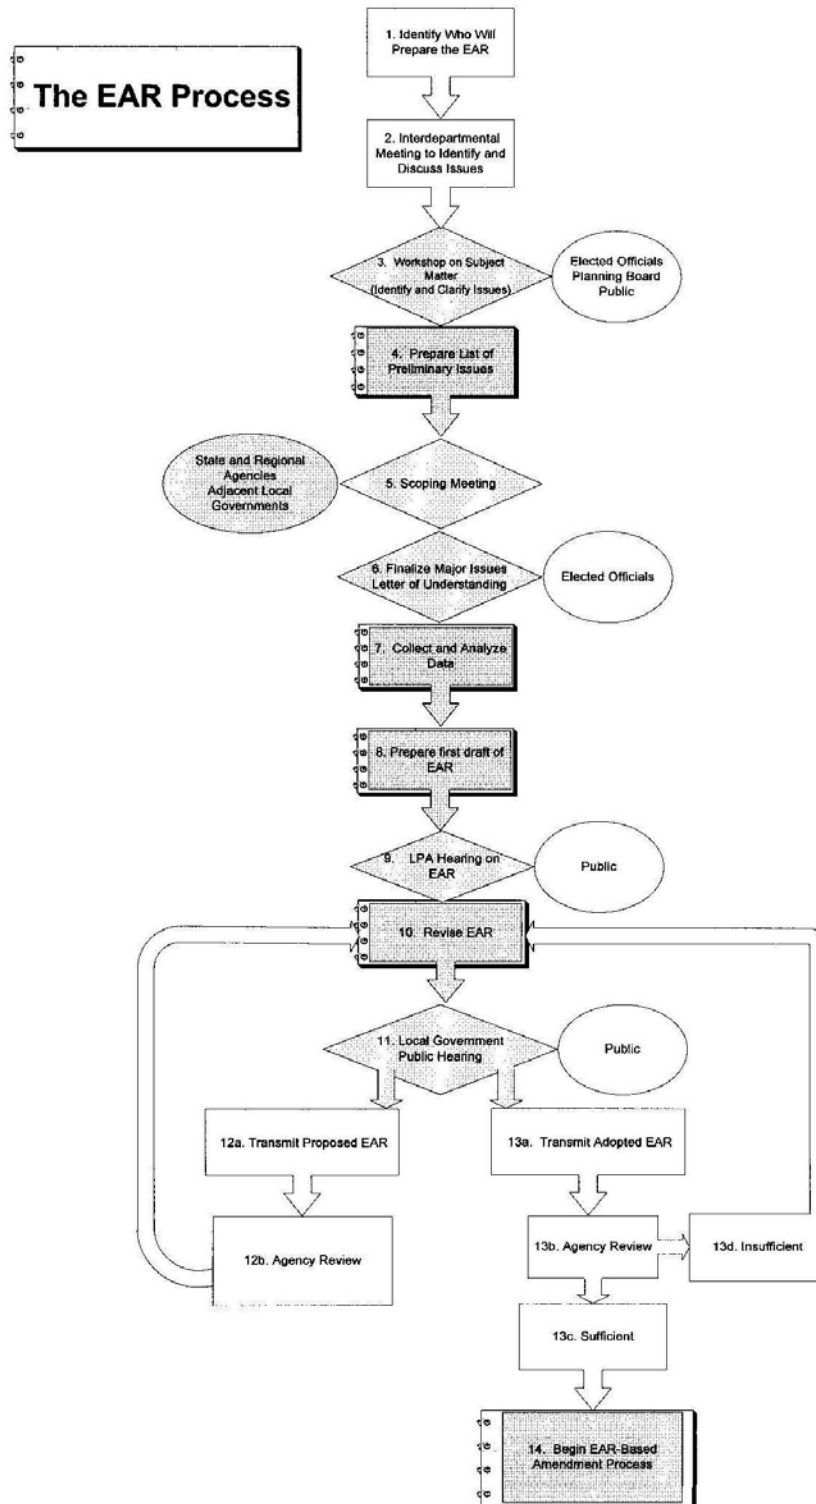 The EAR Process
1. Identify Who Will
Prepare the EAR
2. Interdepartmental
Meeting to Identify and
Discuss Issues
3. Workshop on Subject
Matter
(Identify and Clarify Issues)
Elected Officials
Planning Board
Public
4. Prepare List of
Preliminary Issues
State and Regional
Agencies
Adjacent Local
Governments
5. Scoping Meeting
6. Finalize Major Issues
Letter of Understanding
Elected Officials
7. Collect and Analyze
Data
8. Prepare first draft of
EAR
9. LPA Hearing on
EAR
Public
10. Revise EAR
11. Local Government
Public Hearing
Public
12a. Transmit Proposed EAR
13a. Transmit Adopted EAR
12b. Agency Review
13b. Agency Review
13d. Insufficient
13c. Sufficient
14. Begin EAR-Based
Amendment Process